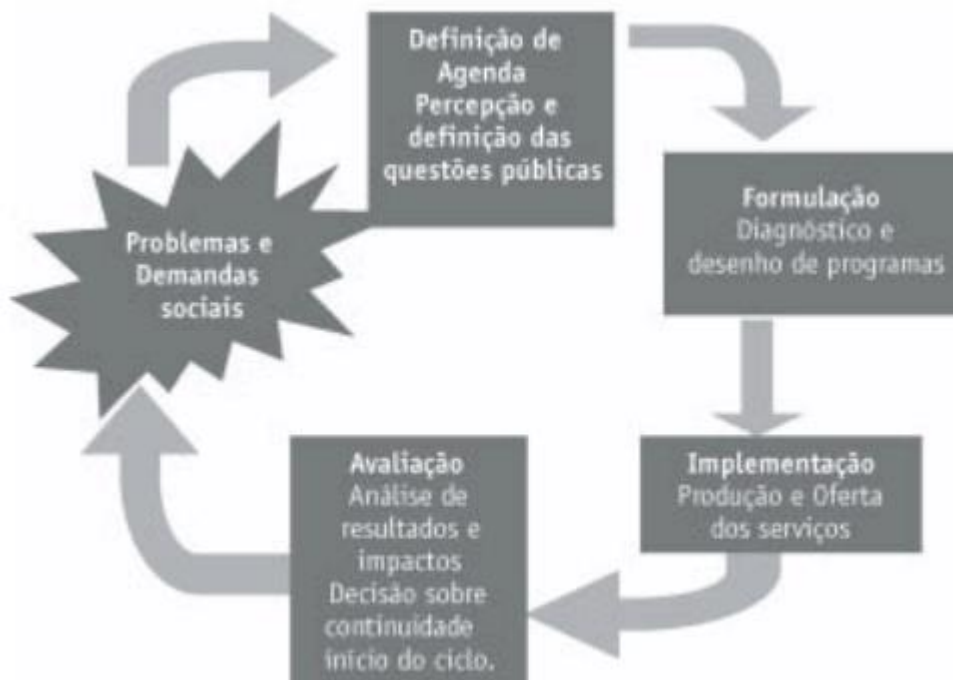 Definição de
Agenda
Percepção e
definição das
questões públicas
Formulação
Diagnóstico e
desenho de programas
Problemas e
Demandas
sociais
Implementação
Produção e Oferta
dos serviços
Avaliação
Análise de
resultados e
impactos
Decisão sobre
continuidade
início do ciclo.